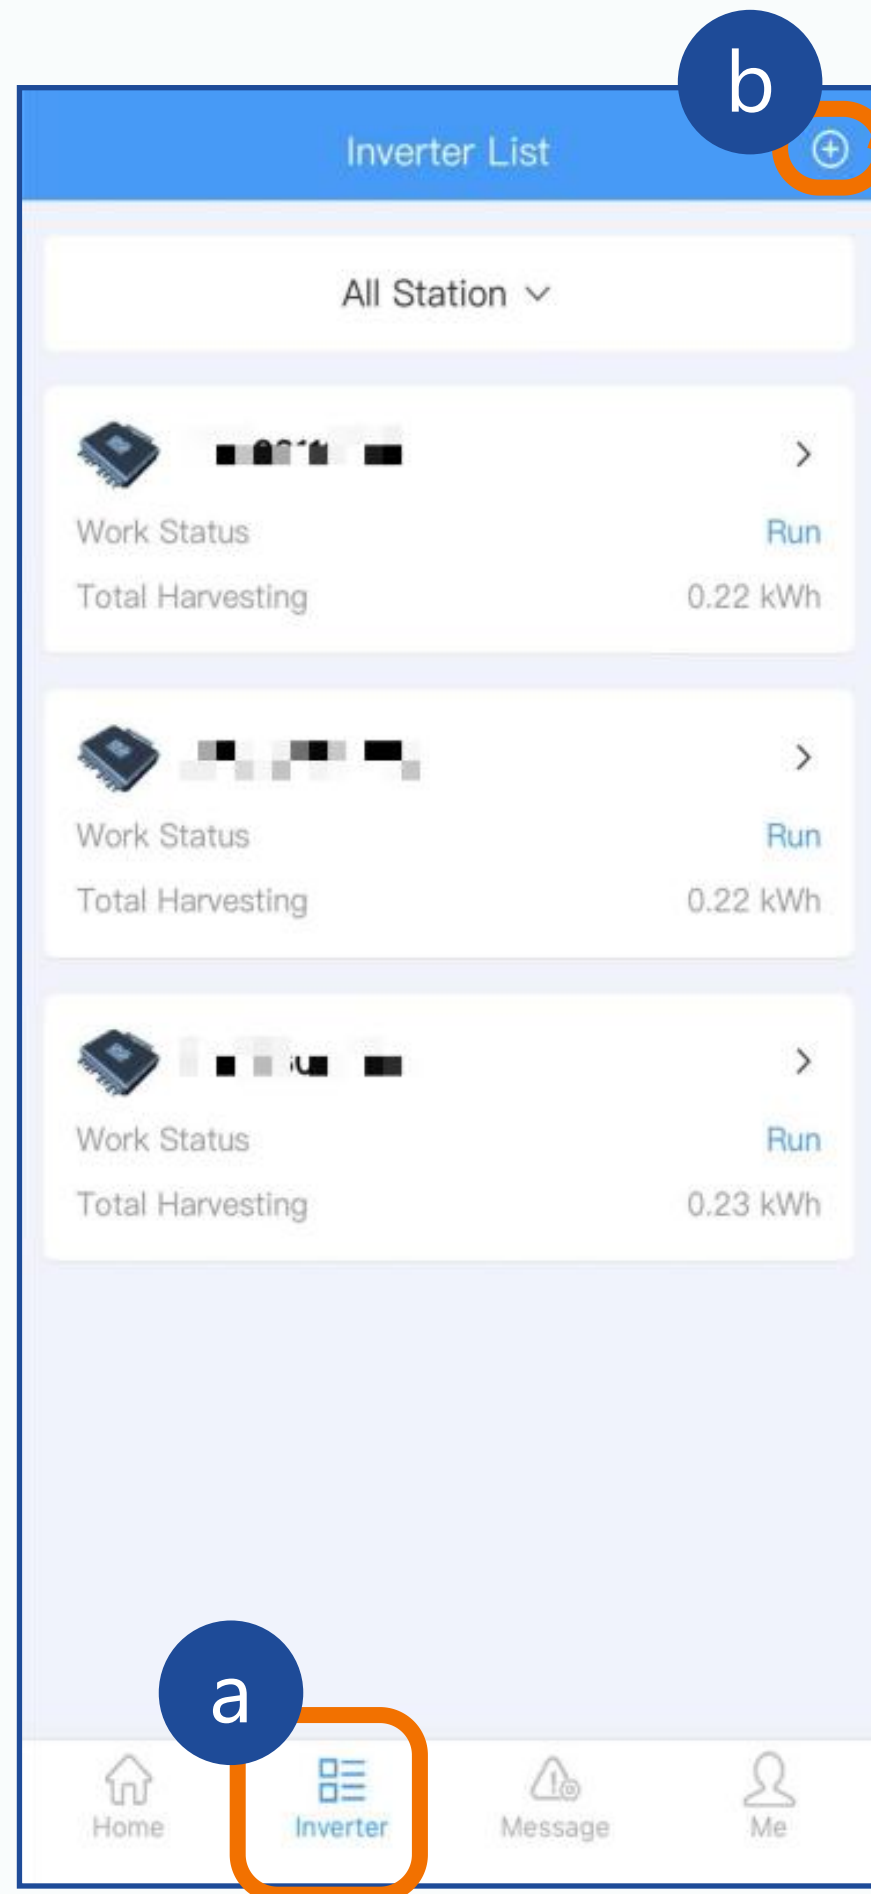 b
Inverter List
All Station
Work Status Run
Total Harvesting 0.22 kWh
Work Status Run
Total Harvesting 0.22 kWh
Work Status Run
Total Harvesting 0.23 kWh
a
Home Inverter Message Me